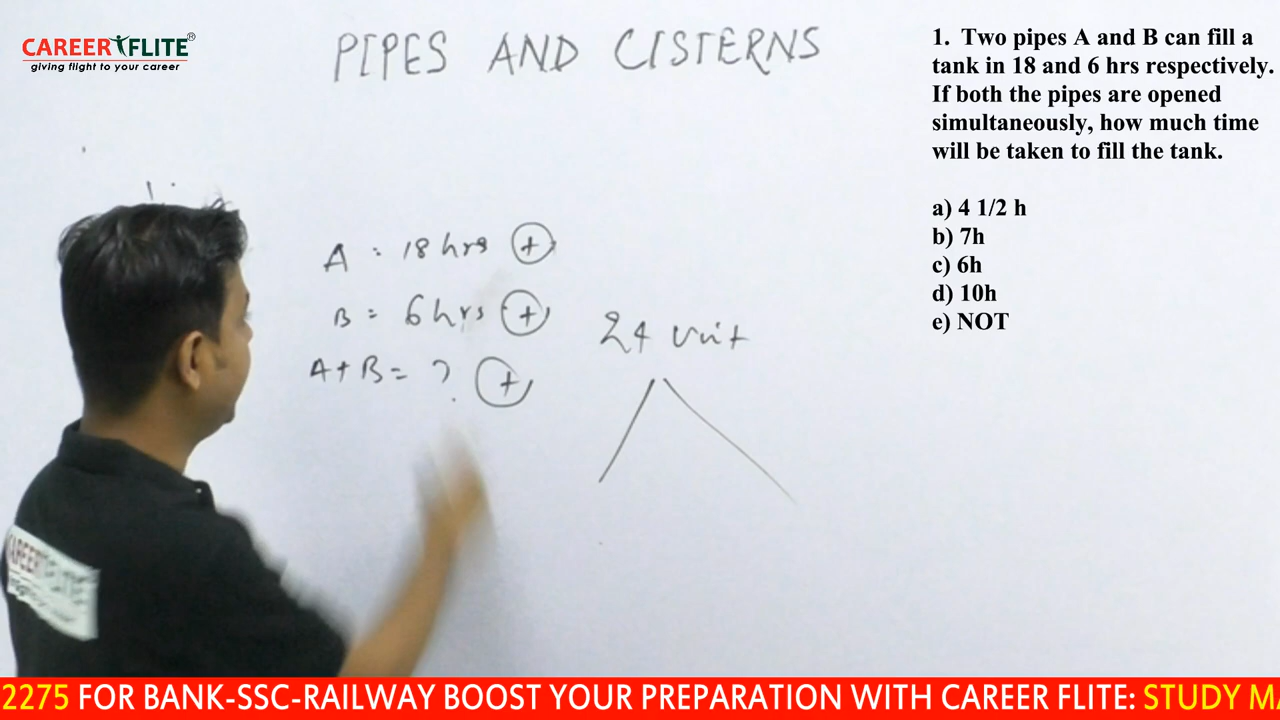 CAREER FLITE®
giving flight to your career
PIPES AND CISTERNS
A : 18 hrs +
B = 6 hrs +
A + B = ? +
24 unit
1. Two pipes A and B can fill a
tank in 18 and 6 hrs respectively.
If both the pipes are opened
simultaneously, how much time
will be taken to fill the tank.
a) 4 1/2 h
b) 7h
c) 6h
d) 10h
e) NOT
2275 FOR BANK-SSC-RAILWAY BOOST YOUR PREPARATION WITH CAREER FLITE: STUDY MA